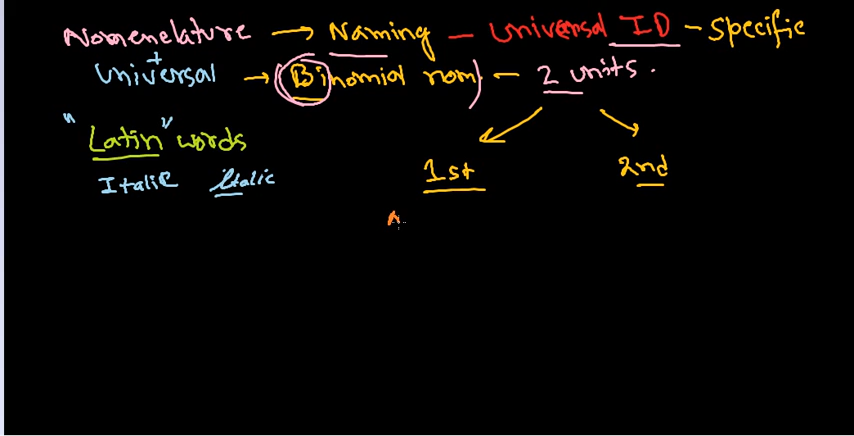 Nomenclature → Naming – Universal ID – Specific
+
Universal → (Binomial nom) – 2 units.
"Latin" words
1st 2nd
Italic Italic